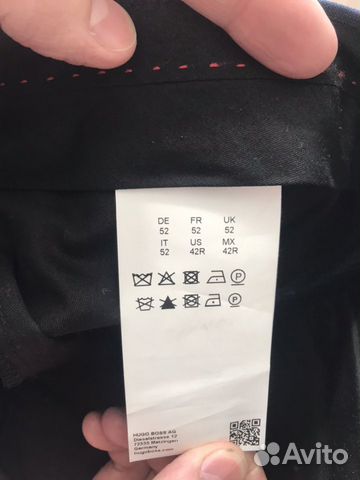 DE FR UK
52 52 52
IT US MX
52 42R 42R
P
P
HUGO BOSS AG
Dieselstrasse 12
72555 Metzingen
Germany
hugoboss.com
Avito